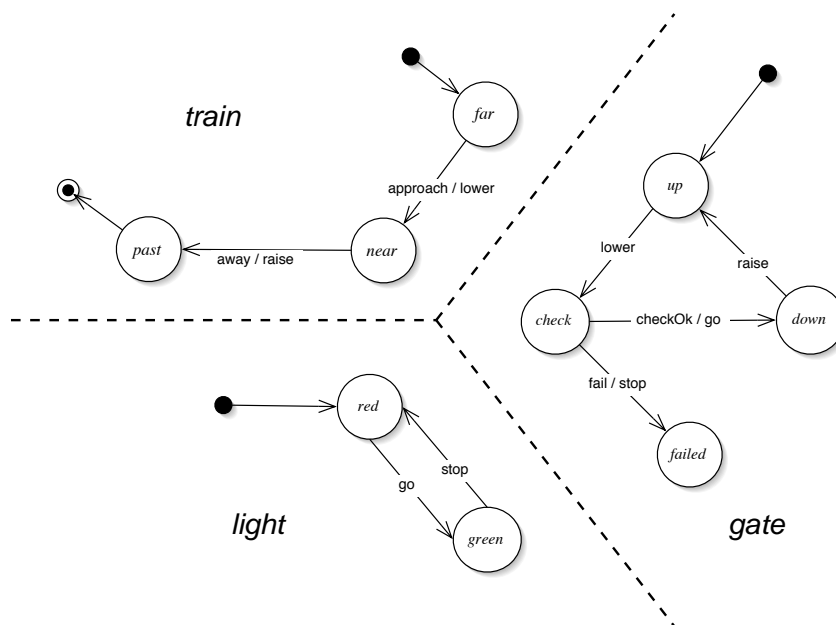 train
far
approach / lower
near
away / raise
past
up
lower
raise
check
checkOk / go
down
fail / stop
failed
gate
red
go
stop
green
light